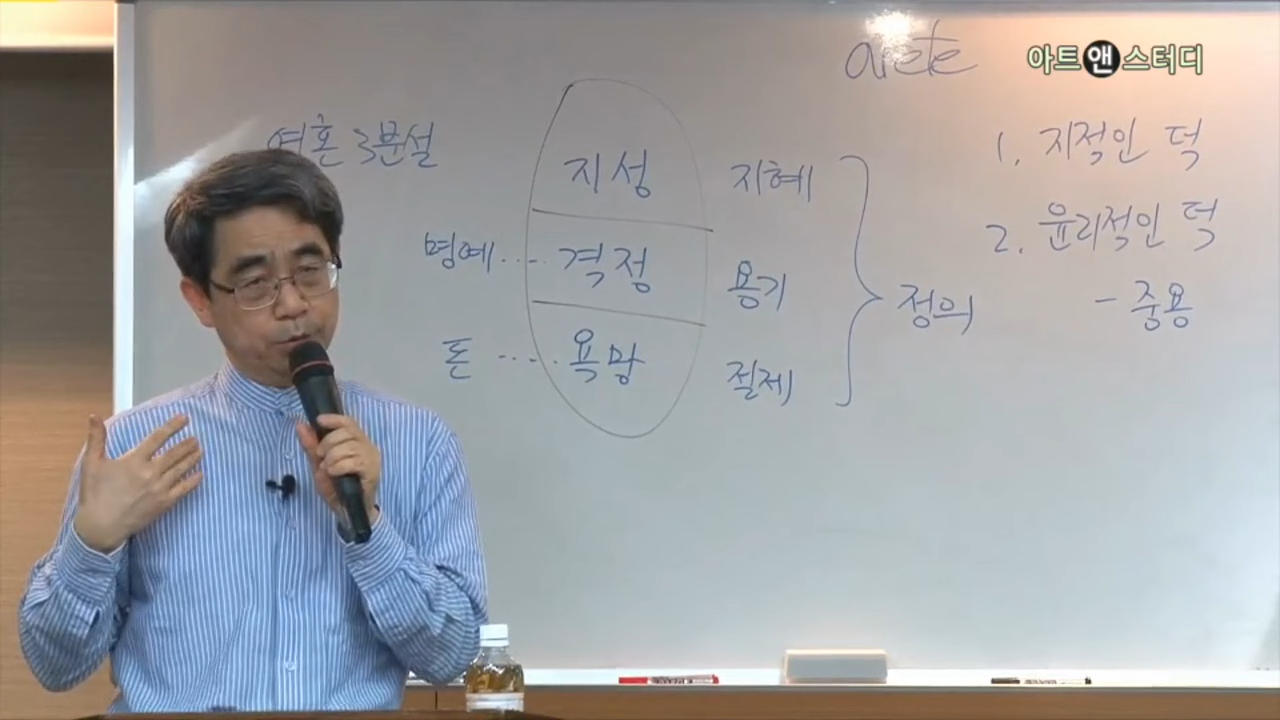 arete
아트앤스터디
영혼 3분설
지성
명예 ···· 격정
돈 ···· 욕망
지혜
용기
절제
정의
1. 지적인 덕
2. 윤리적인 덕
- 중용